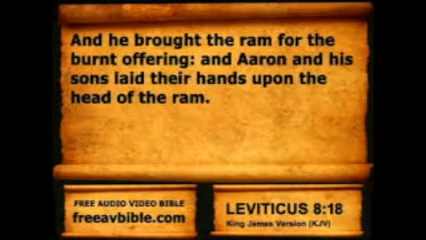 And he brought the ram for the
burnt offering: and Aaron and his
sons laid their hands upon the
head of the ram.
FREE AUDIO VIDEO BIBLE
freeavbible.com
LEVITICUS 8:18
King James Version (KJV)